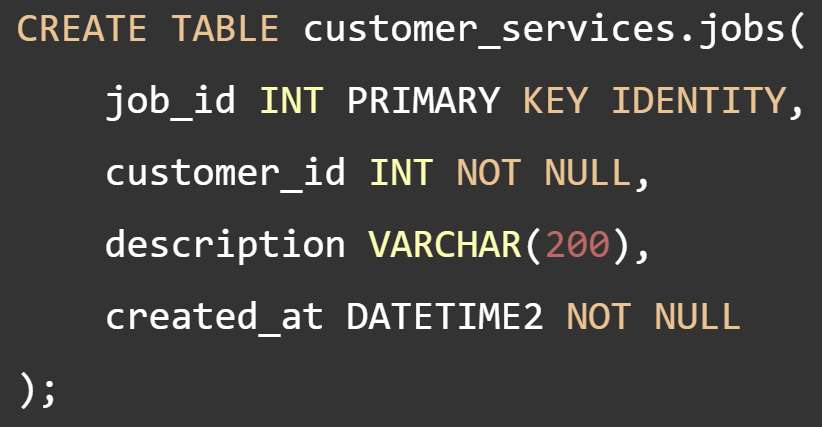 CREATE TABLE customer_services.jobs(
job_id INT PRIMARY KEY IDENTITY,
customer_id INT NOT NULL,
description VARCHAR(200),
created_at DATETIME2 NOT NULL
);